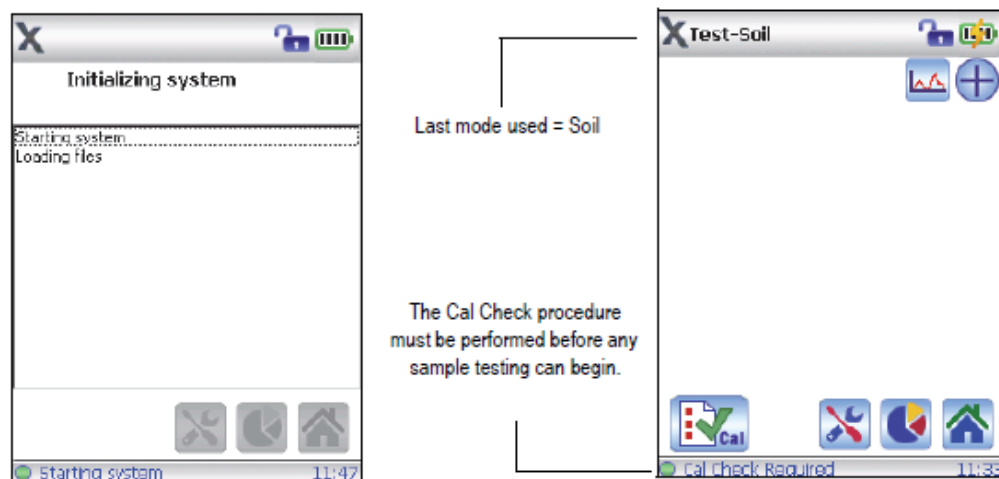 X
Initializing system
Starting system
Loading files
Starting system 11:47
Last mode used = Soil
The Cal Check procedure
must be performed before any
sample testing can begin.
X Test-Soil
Cal
Cal Check Required 11:33